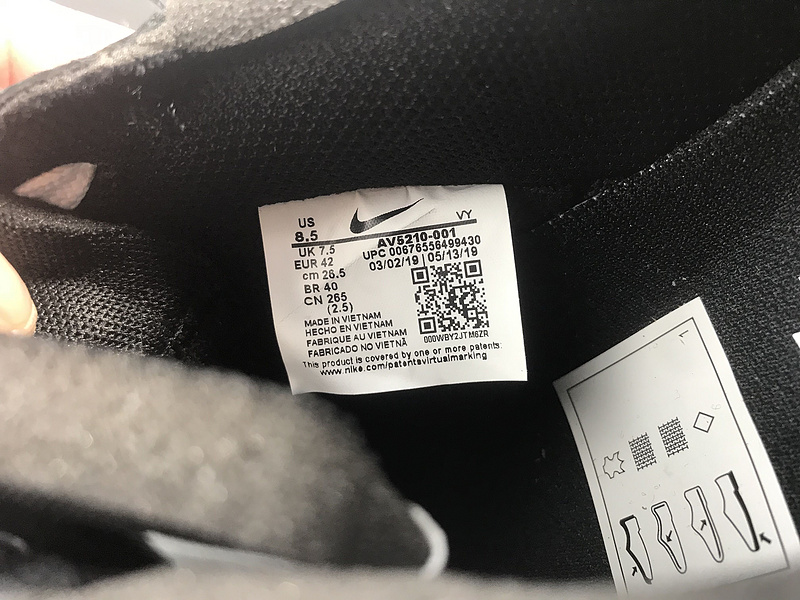 US
VY
8.5
AV5210-001
UK 7.5
UPC 00676556499430
EUR 42
03/02/19 | 05/13/19
cm 26.5
BR 40
CN 265
(2.5)
MADE IN VIETNAM
HECHO EN VIETNAM
FABRIQUE AU VIETNAM
FABRICADO NO VIETNÃ
000WBY2JTM6ZR
This product is covered by one or more patents:
www.nike.com/patentsvirtualmarking